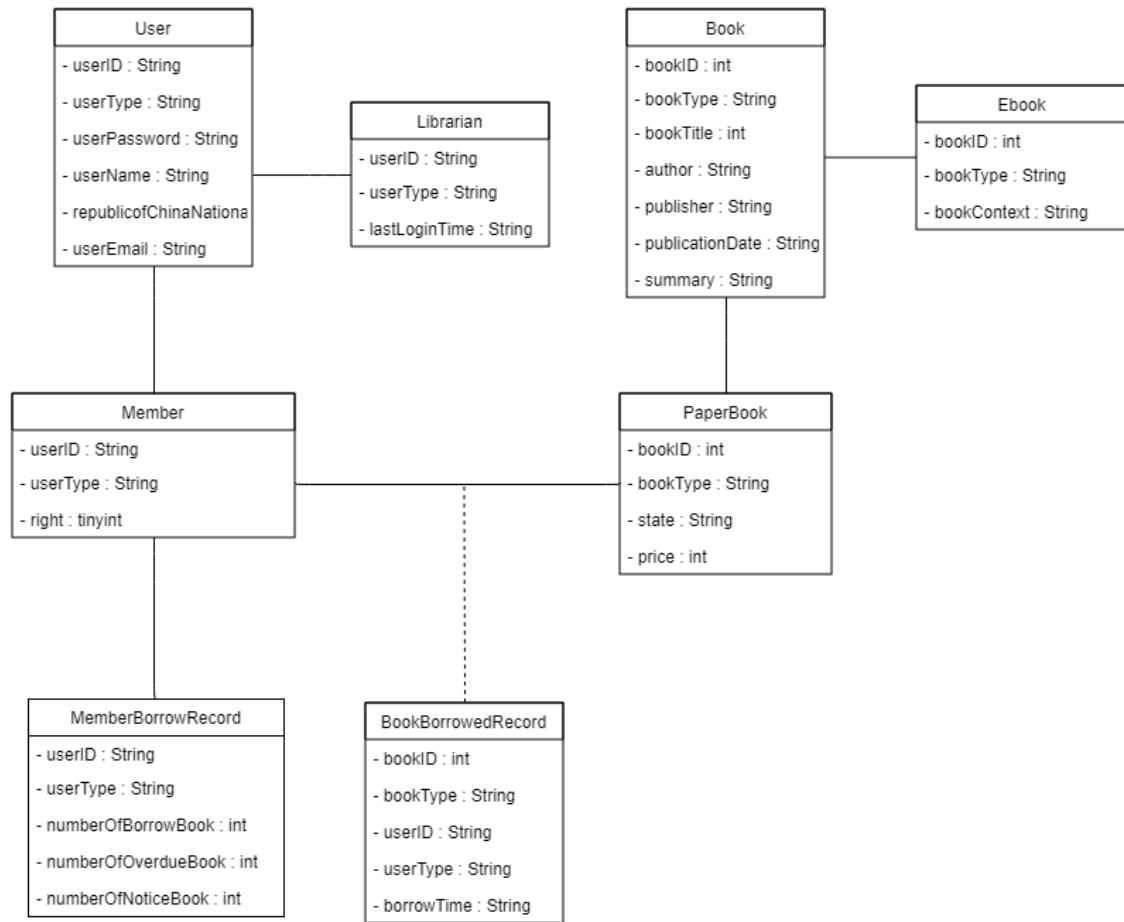 User
- userID : String
- userType : String
- userPassword : String
- userName : String
- republicofChinaNationa
- userEmail : String
Librarian
- userID : String
- userType : String
- lastLoginTime : String
Book
- bookID : int
- bookType : String
- bookTitle : int
- author : String
- publisher : String
- publicationDate : String
- summary : String
Ebook
- bookID : int
- bookType : String
- bookContext : String
Member
- userID : String
- userType : String
- right : tinyint
PaperBook
- bookID : int
- bookType : String
- state : String
- price : int
MemberBorrowRecord
- userID : String
- userType : String
- numberOfBorrowBook : int
- numberOfOverdueBook : int
- numberOfNoticeBook : int
BookBorrowedRecord
- bookID : int
- bookType : String
- userID : String
- userType : String
- borrowTime : String